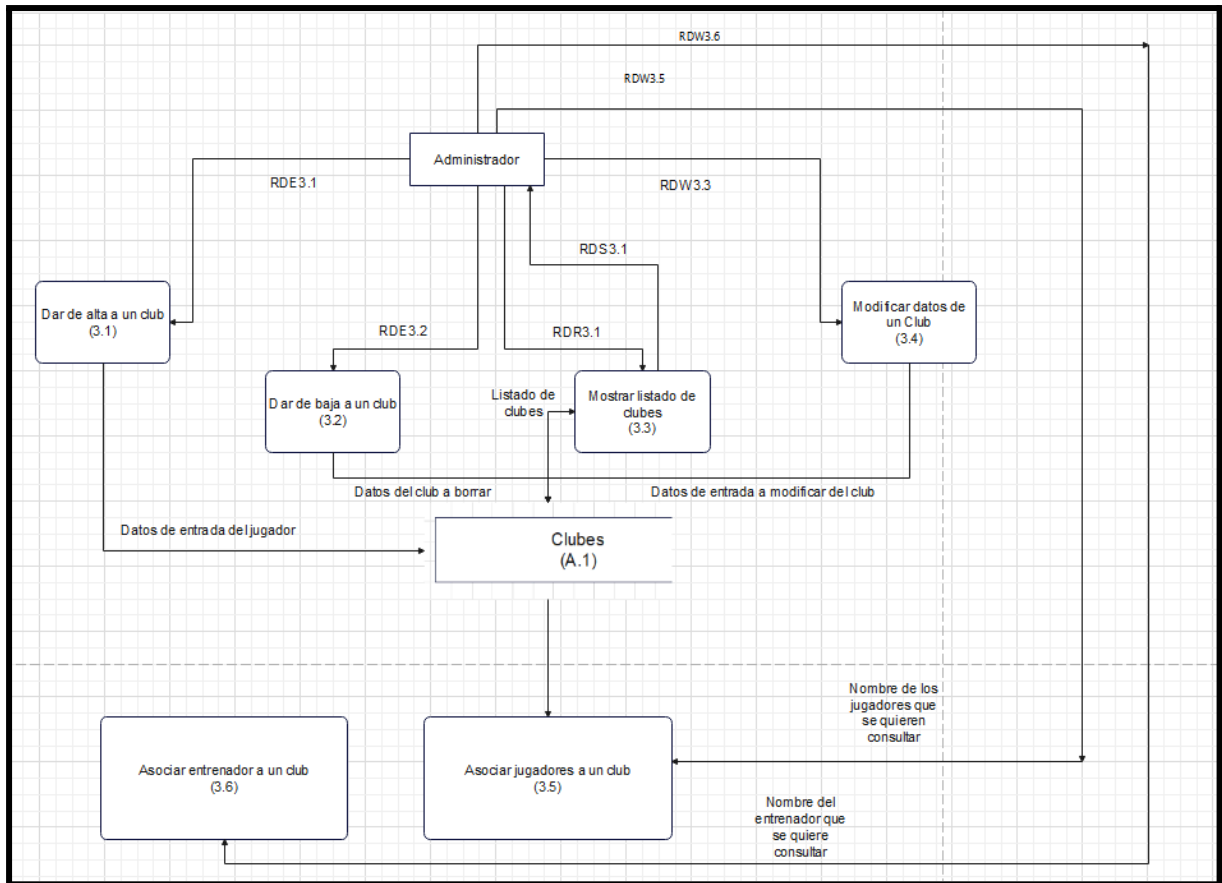 RDW3.6
RDW3.5
Administrador
RDE3.1
RDW3.3
RDS3.1
Dar de alta a un club
(3.1)
Modificar datos de
un Club
(3.4)
RDE3.2
RDR3.1
Dar de baja a un club
(3.2)
Listado de
clubes
Mostrar listado de
clubes
(3.3)
Datos del club a borrar
Datos de entrada a modificar del club
Datos de entrada del jugador
Clubes
(A.1)
Nombre de los
jugadores que
se quieren
consultar
Asociar entrenador a un club
(3.6)
Asociar jugadores a un club
(3.5)
Nombre del
entrenador que
se quiere
consultar